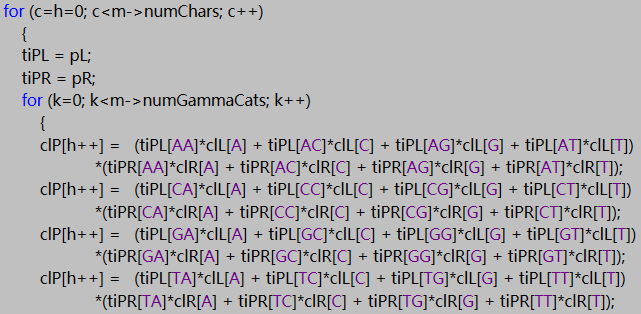 for (c=h=0; c<m->numChars; c++)
{
tiPL = pL;
tiPR = pR;
for (k=0; k<m->numGammaCats; k++)
{
clP[h++] = (tiPL[AA]*clL[A] + tiPL[AC]*clL[C] + tiPL[AG]*clL[G] + tiPL[AT]*clL[T])
*(tiPR[AA]*clR[A] + tiPR[AC]*clR[C] + tiPR[AG]*clR[G] + tiPR[AT]*clR[T]);
clP[h++] = (tiPL[CA]*clL[A] + tiPL[CC]*clL[C] + tiPL[CG]*clL[G] + tiPL[CT]*clL[T])
*(tiPR[CA]*clR[A] + tiPR[CC]*clR[C] + tiPR[CG]*clR[G] + tiPR[CT]*clR[T]);
clP[h++] = (tiPL[GA]*clL[A] + tiPL[GC]*clL[C] + tiPL[GG]*clL[G] + tiPL[GT]*clL[T])
*(tiPR[GA]*clR[A] + tiPR[GC]*clR[C] + tiPR[GG]*clR[G] + tiPR[GT]*clR[T]);
clP[h++] = (tiPL[TA]*clL[A] + tiPL[TC]*clL[C] + tiPL[TG]*clL[G] + tiPL[TT]*clL[T])
*(tiPR[TA]*clR[A] + tiPR[TC]*clR[C] + tiPR[TG]*clR[G] + tiPR[TT]*clR[T]);